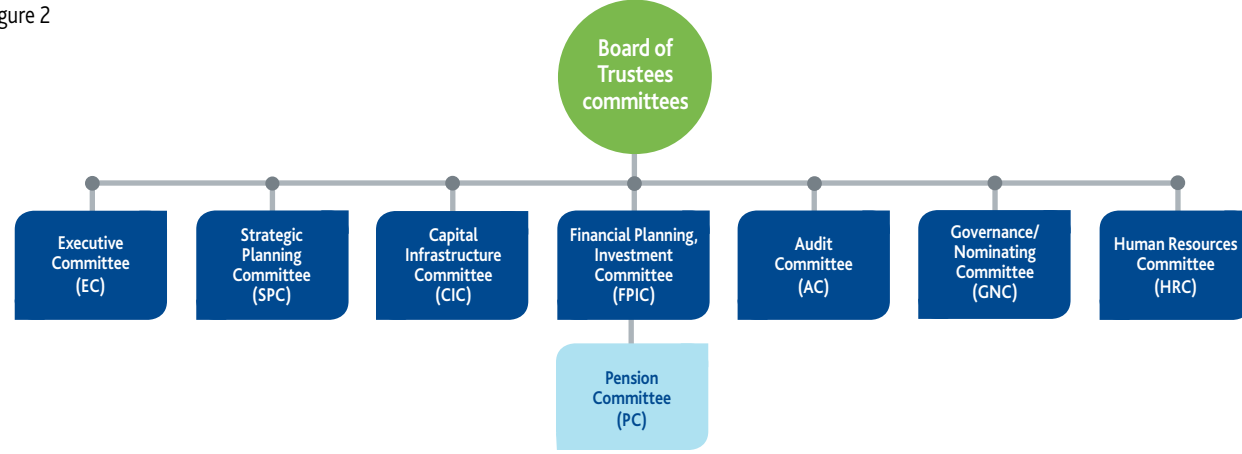 gure 2
Board of
Trustees
committees
Executive
Committee
(EC)
Strategic
Planning
Committee
(SPC)
Capital
Infrastructure
Committee
(CIC)
Financial Planning,
Investment
Committee
(FPIC)
Audit
Committee
(AC)
Governance/
Nominating
Committee
(GNC)
Human Resources
Committee
(HRC)
Pension
Committee
(PC)